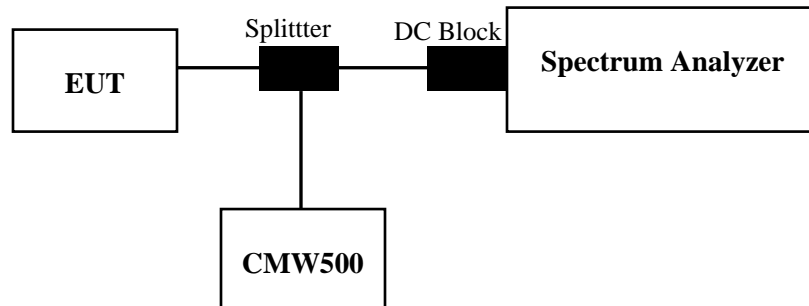 Splittter
DC Block
EUT
Spectrum Analyzer
CMW500